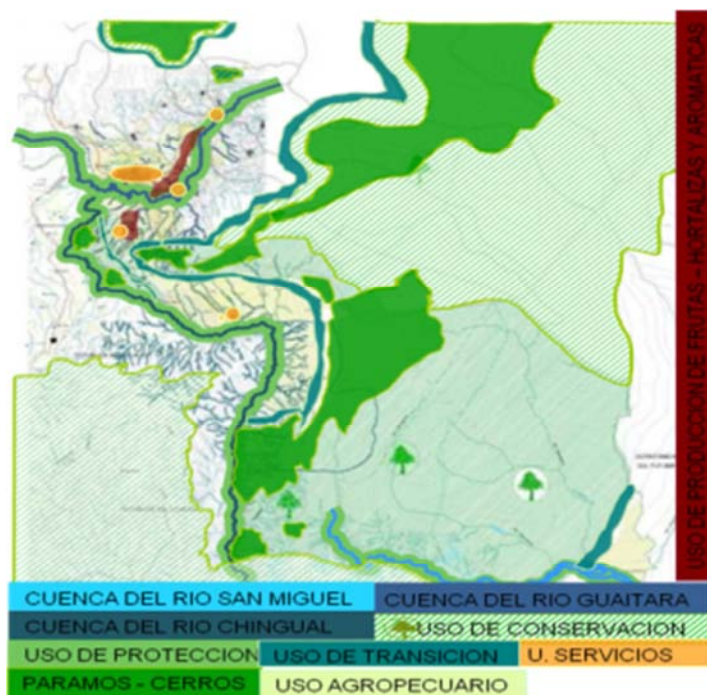 USO DE PRODUCCION DE FRUTAS - HORTALIZAS Y AROMATICAS
CUENCA DEL RIO SAN MIGUEL
CUENCA DEL RIO GUAITARA
CUENCA DEL RIO CHINGUAL
USO DE CONSERVACION
USO DE PROTECCION
USO DE TRANSICION
U. SERVICIOS
PARAMOS - CERROS
USO AGROPECUARIO